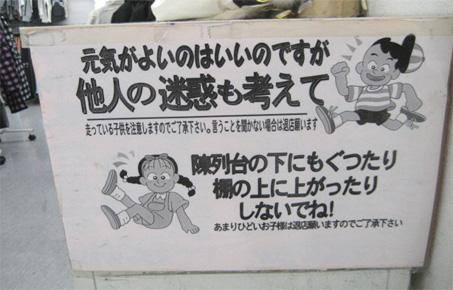 元気がよいのはいいのですが
他人の迷惑も考えて
走っている子供を注意しますのでご了承下さい。言うことを聞かない場合は退店願います
陳列台の下にもぐつたり
棚の上に上がったり
しないでね!
あまりひどいお子様は退店願いますのでご了承下さい